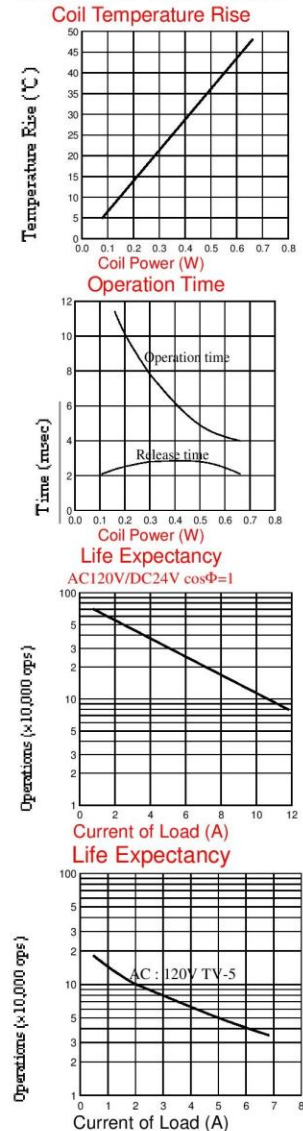 Coil Temperature Rise
Temperature Rise (℃)
50
45
40
35
30
25
20
15
10
5
0
0.0 0.1 0.2 0.3 0.4 0.5 0.6 0.7 0.8
Coil Power (W)
Operation Time
Time (msec)
12
10
8
6
4
2
0
Operation time
Release time
0.0 0.1 0.2 0.3 0.4 0.5 0.6 0.7 0.8
Coil Power (W)
Life Expectancy
AC120V/DC24V cosΦ=1
Operations (×10,000 ops)
100
5
3
2
10
5
3
2
1
0 2 4 6 8 10 12
Current of Load (A)
Life Expectancy
Operations (×10,000 ops)
100
5
3
2
10
5
3
2
1
AC : 120V TV-5
0 1 2 3 4 5 6 7 8
Current of Load (A)